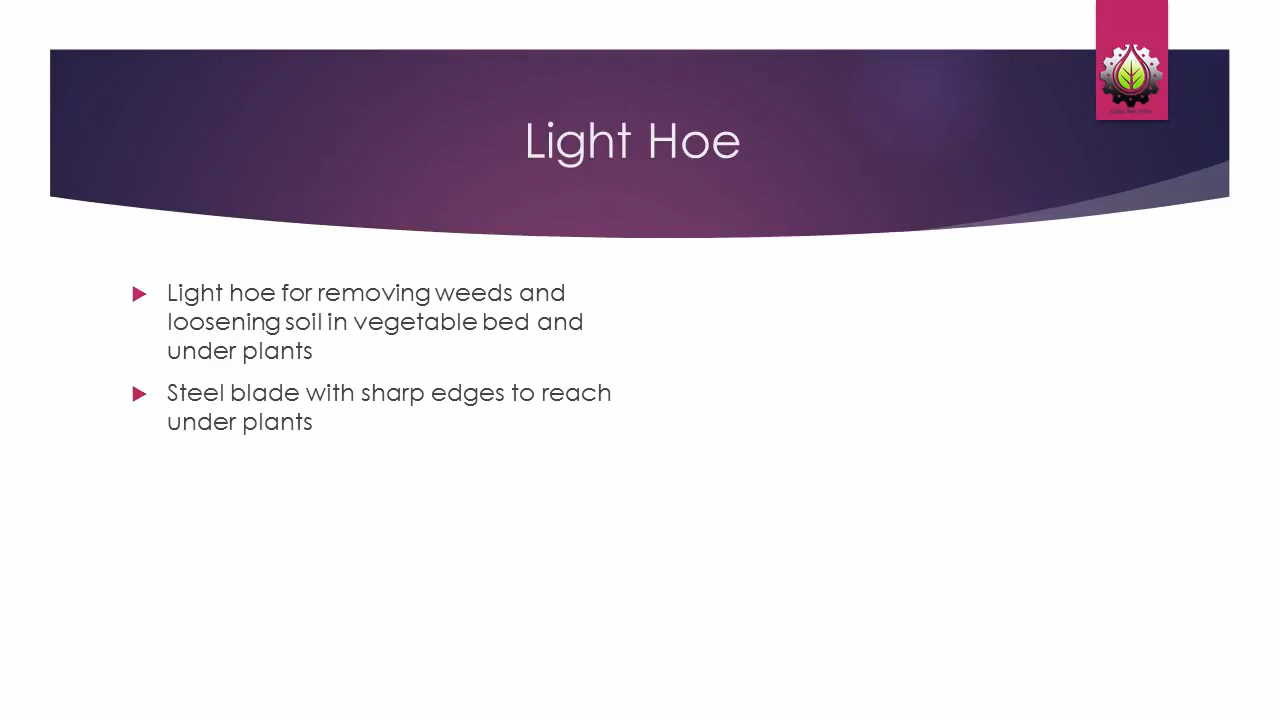 Light Hoe
Light hoe for removing weeds and
loosening soil in vegetable bed and
under plants
Steel blade with sharp edges to reach
under plants